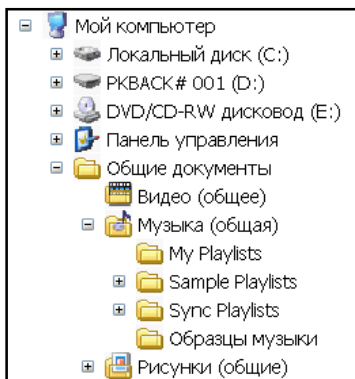 Мой компьютер
Локальный диск (C:)
PKBACK# 001 (D:)
DVD/CD-RW дисковод (E:)
Панель управления
Общие документы
Видео (общее)
Музыка (общая)
My Playlists
Sample Playlists
Sync Playlists
Образцы музыки
Рисунки (общие)